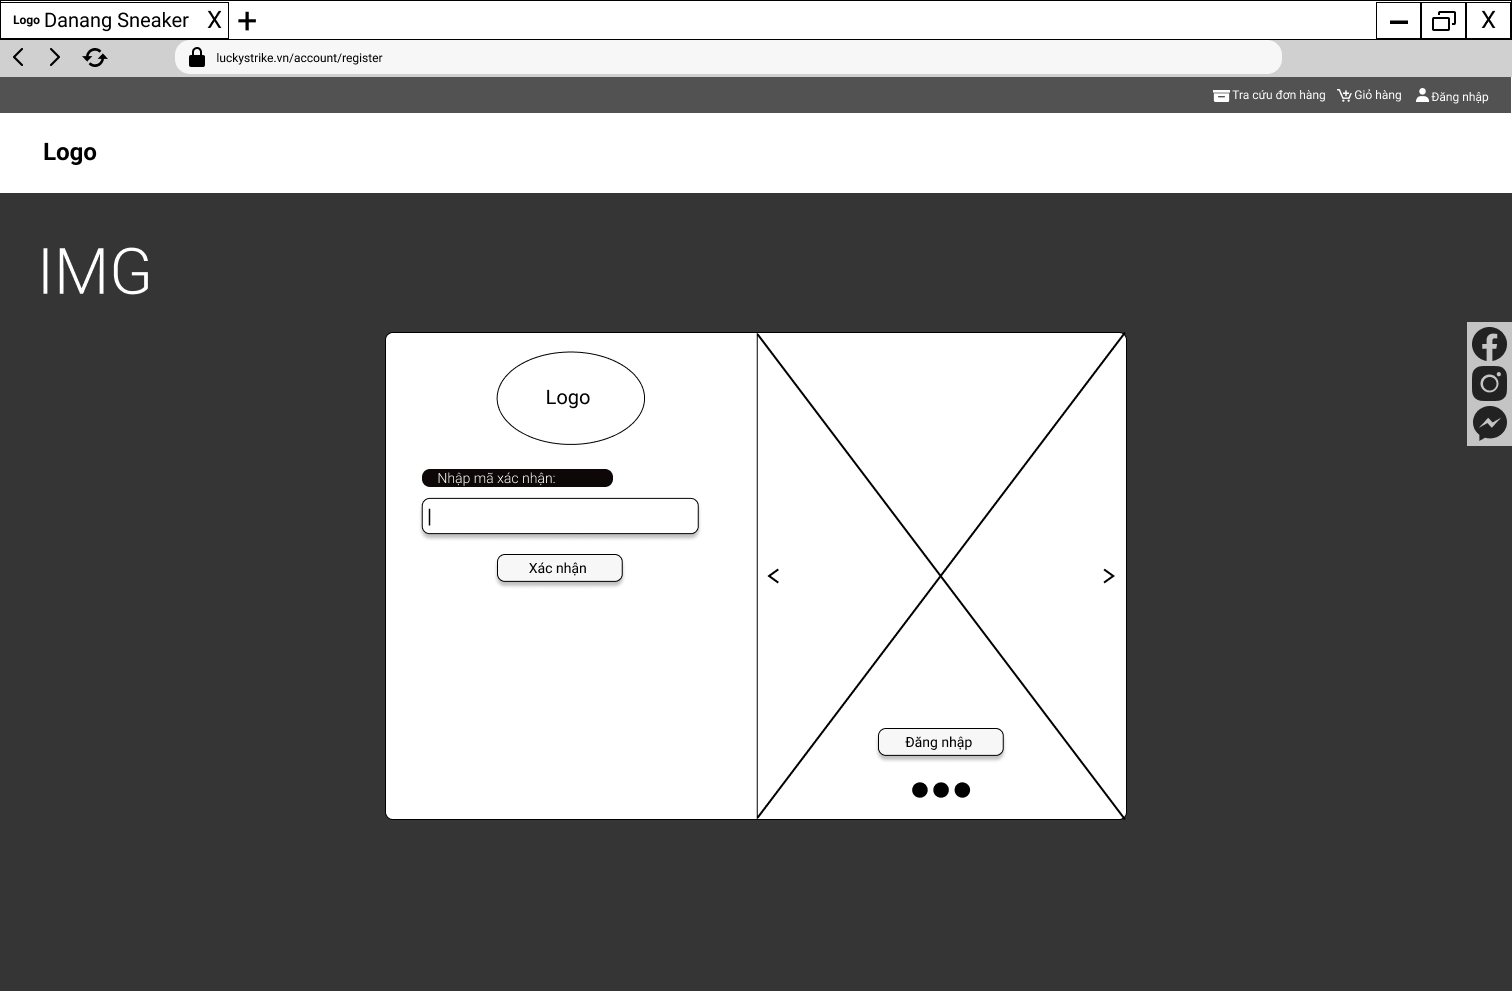 Logo Danang Sneaker X
X
luckystrike.vn/account/register
Tra cứu đơn hàng Giỏ hàng Đăng nhập
Logo
IMG
Logo
Nhập mã xác nhận:
Xác nhận
< >
Đăng nhập